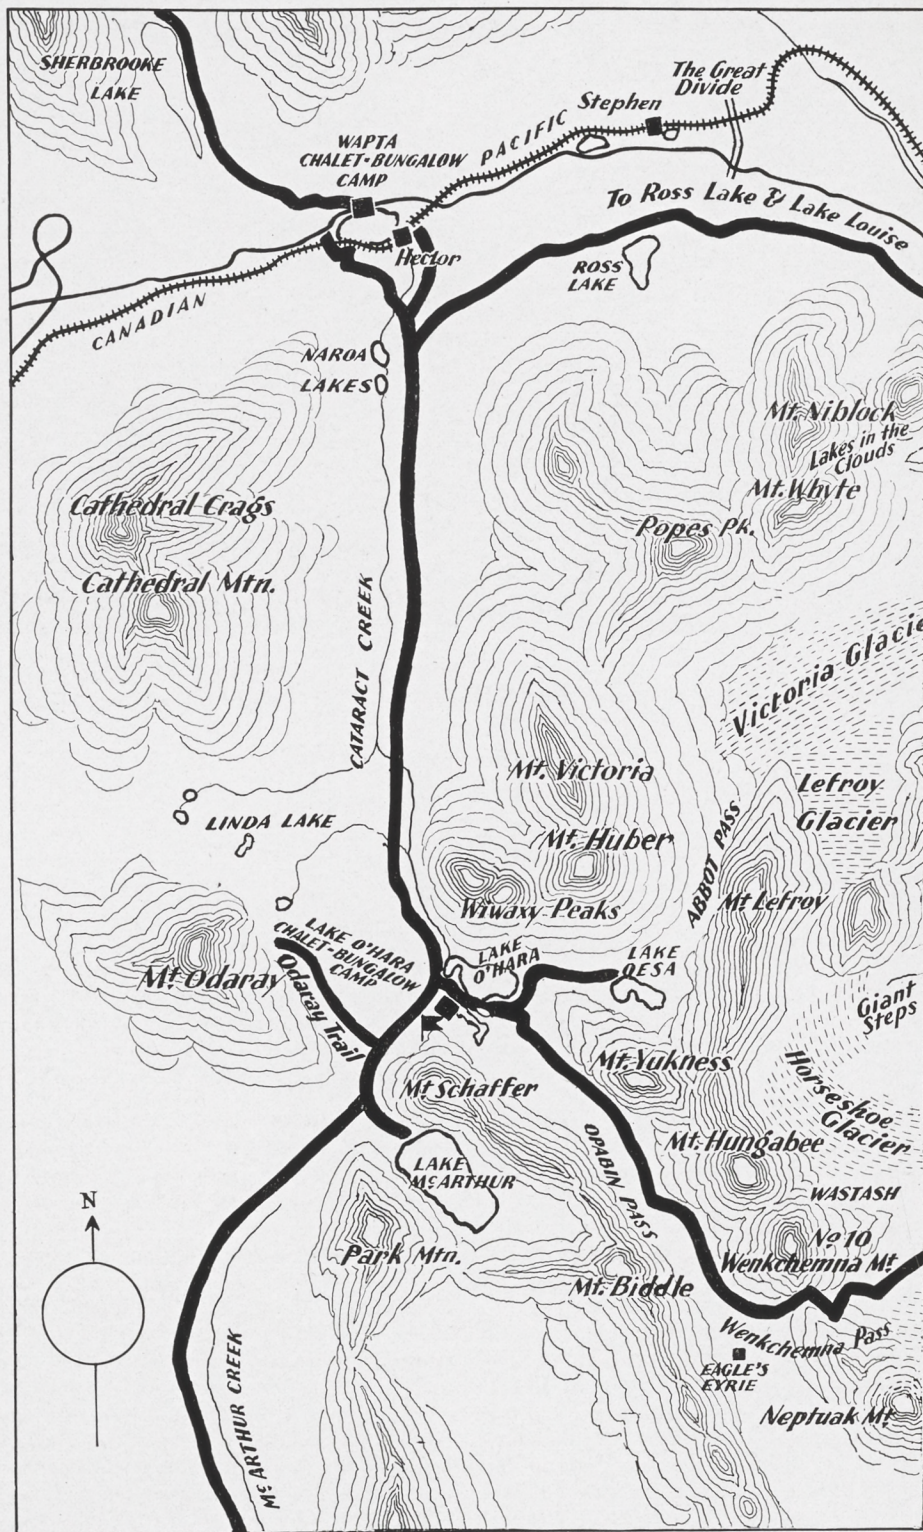 SHERBROOKE
LAKE
The Great
Divide
Stephen
PACIFIC
WAPTA
CHALET-BUNGALOW
CAMP
To Ross Lake & Lake Louise
Hector
ROSS
LAKE
CANADIAN
NAROA
LAKES
Mt. Niblock
Lakes in the
Clouds
Mt. Whyte
Cathedral Crags
Popes Pk.
Cathedral Mtn.
CATARACT CREEK
Victoria Glacie
Mt. Victoria
Lefroy
Glacier
LINDA LAKE
Mt. Huber
ABBOT PASS
Mt. Lefroy
Wiwaxy Peaks
LAKE O'HARA
CHALET-BUNGALOW
CAMP
LAKE
O'HARA
LAKE
OESA
Mt. Odaray
Odaray Trail
Giant
Steps
Mt. Yukness
Mt Schaffer
Horseshoe
Glacier
OPABIN PASS
Mt. Hungabee
LAKE
McARTHUR
WASTASH
N
No 10
Wenkchemna Mt
Park Mtn.
Mt. Biddle
Wenkchemna Pass
EAGLE'S
EYRIE
McARTHUR CREEK
Neptuak Mt